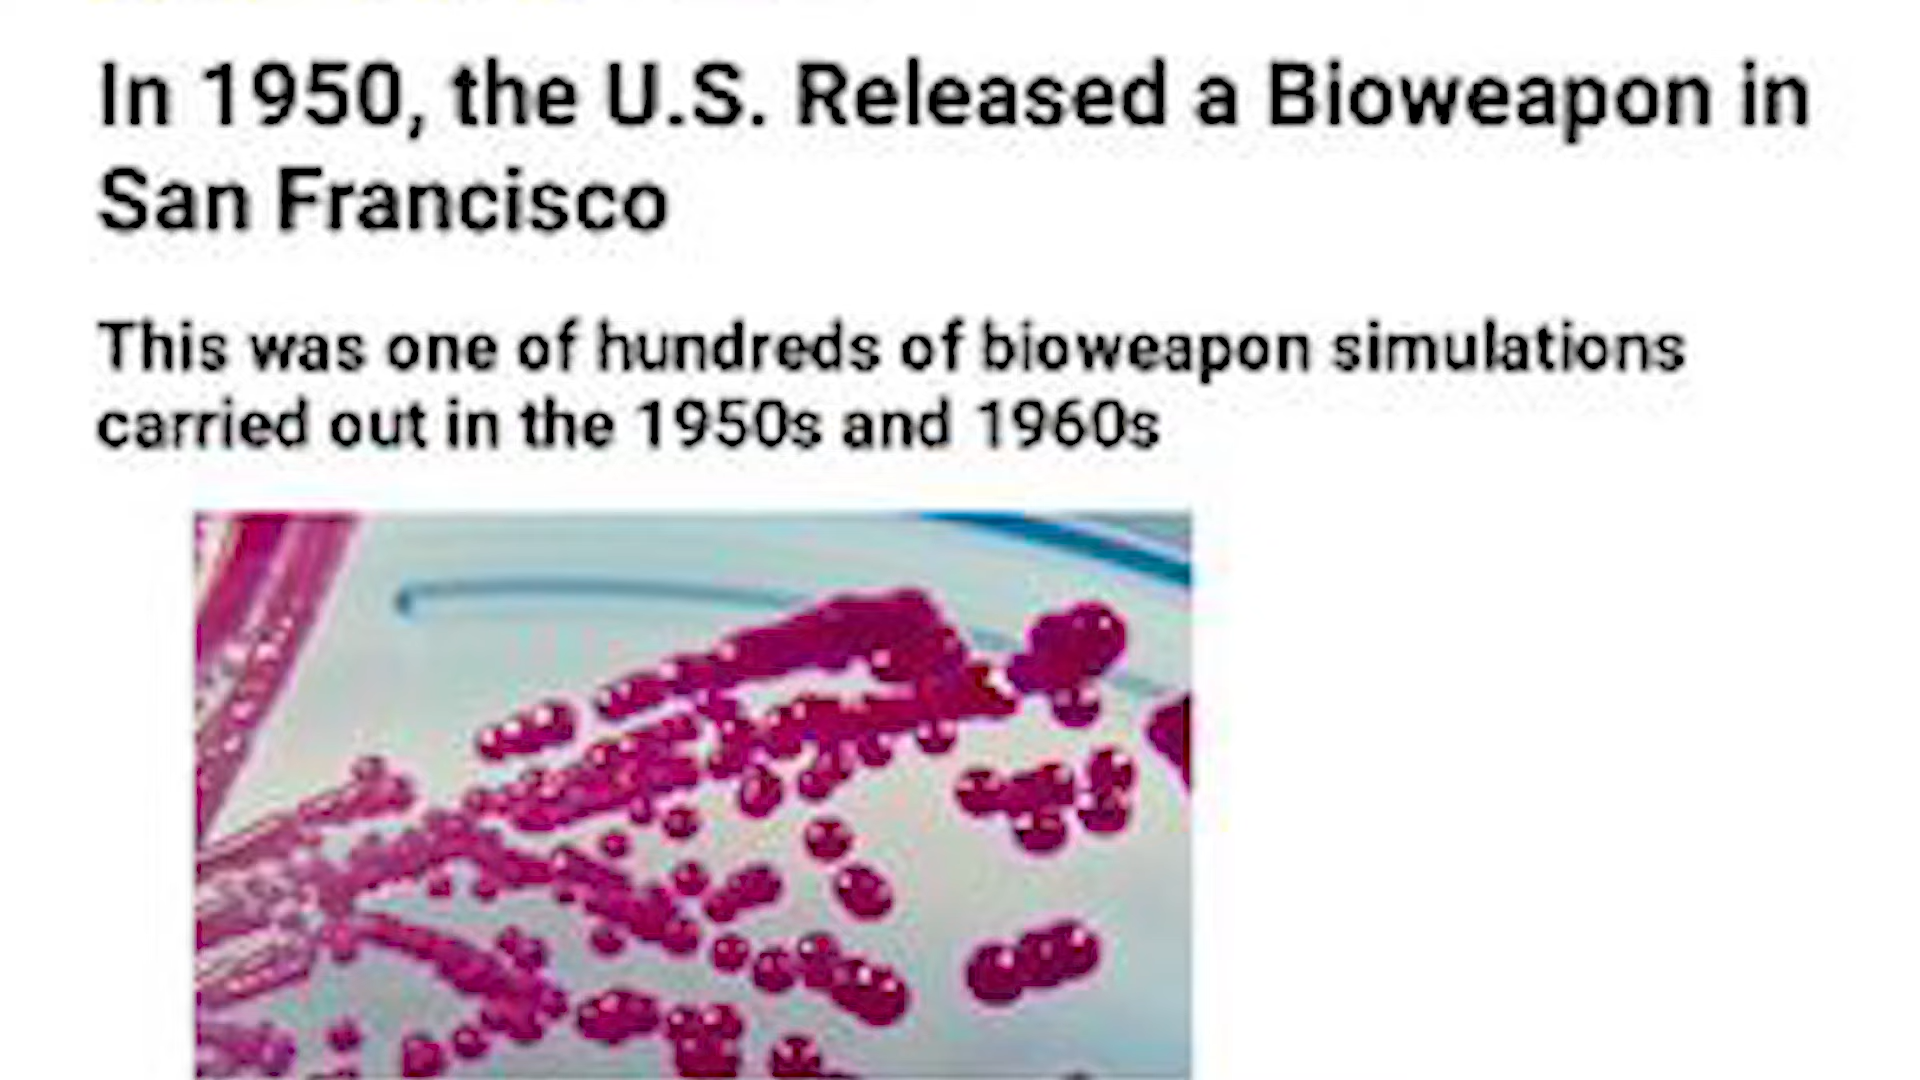 In 1950, the U.S. Released a Bioweapon in
San Francisco
This was one of hundreds of bioweapon simulations
carried out in the 1950s and 1960s